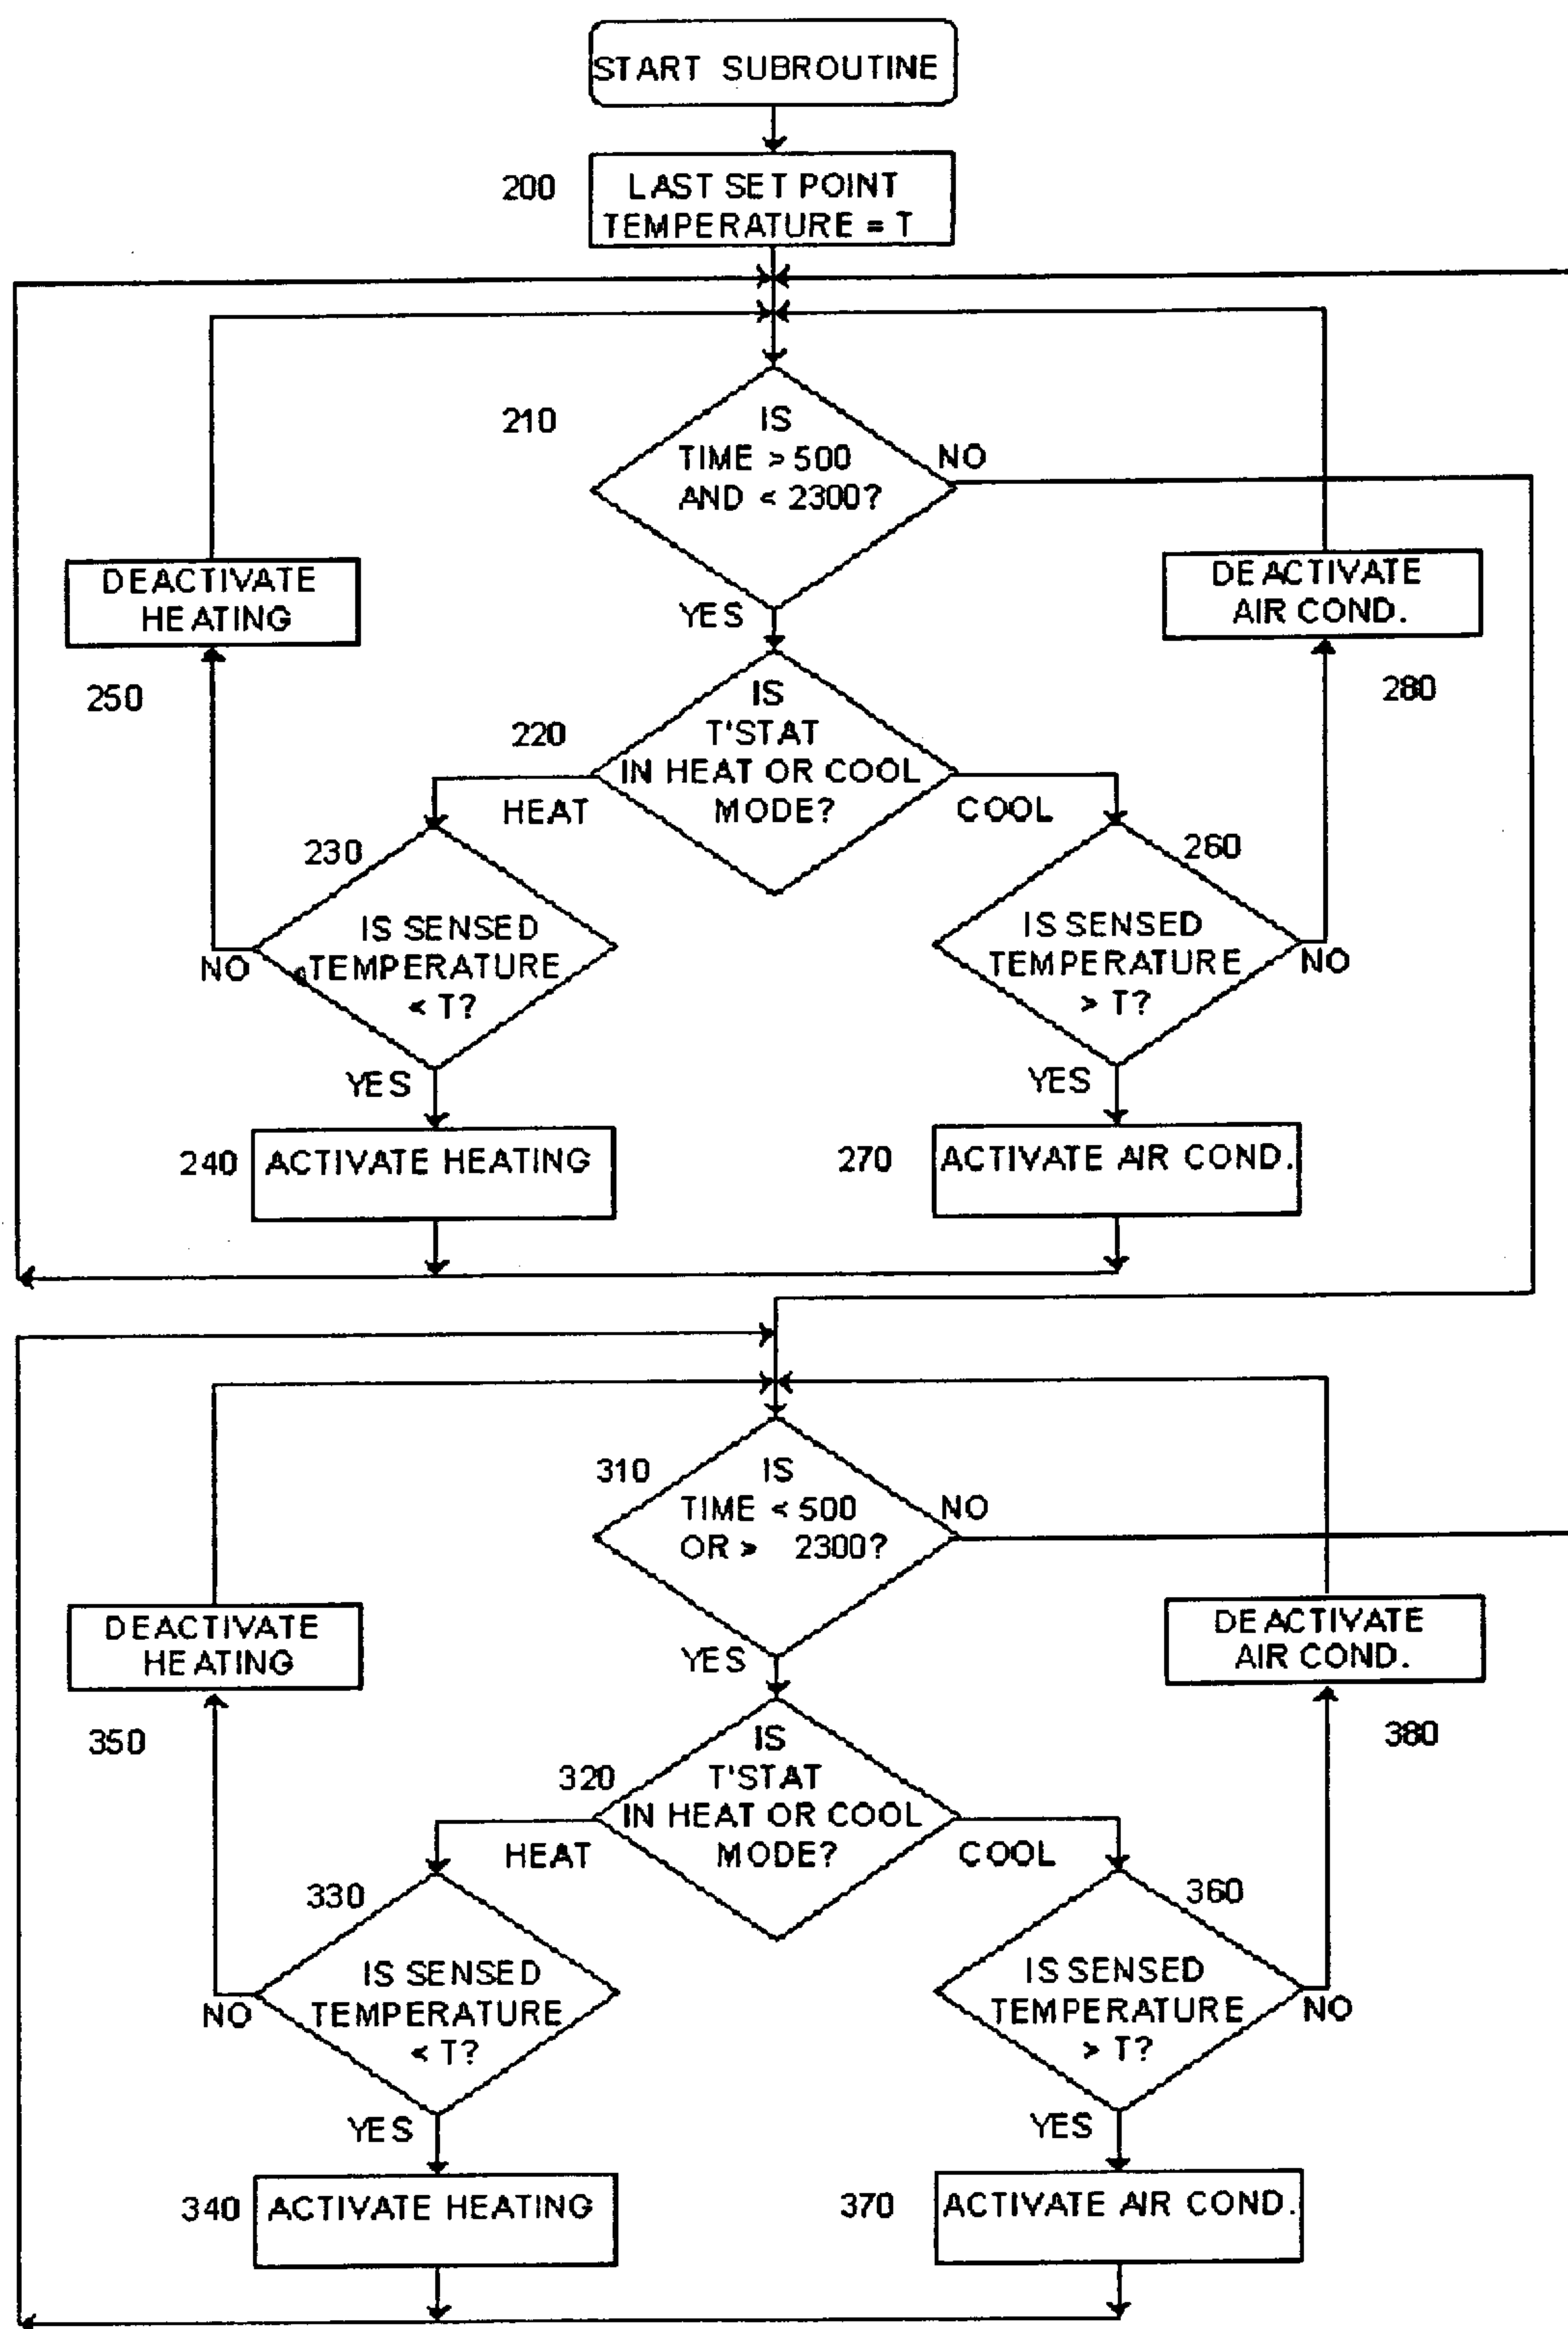 START SUBROUTINE
200
LAST SET POINT
TEMPERATURE = T
210
IS
TIME > 500
AND < 2300?
NO
YES
DEACTIVATE
HEATING
250
DEACTIVATE
AIR COND.
280
220
IS
T'STAT
IN HEAT OR COOL
MODE?
HEAT
COOL
230
IS SENSED
TEMPERATURE
< T?
NO
YES
260
IS SENSED
TEMPERATURE
> T?
NO
YES
240
ACTIVATE HEATING
270
ACTIVATE AIR COND.
310
IS
TIME < 500
OR > 2300?
NO
YES
DEACTIVATE
HEATING
350
DEACTIVATE
AIR COND.
380
320
IS
T'STAT
IN HEAT OR COOL
MODE?
HEAT
COOL
330
IS SENSED
TEMPERATURE
< T?
NO
YES
360
IS SENSED
TEMPERATURE
> T?
NO
YES
340
ACTIVATE HEATING
370
ACTIVATE AIR COND.